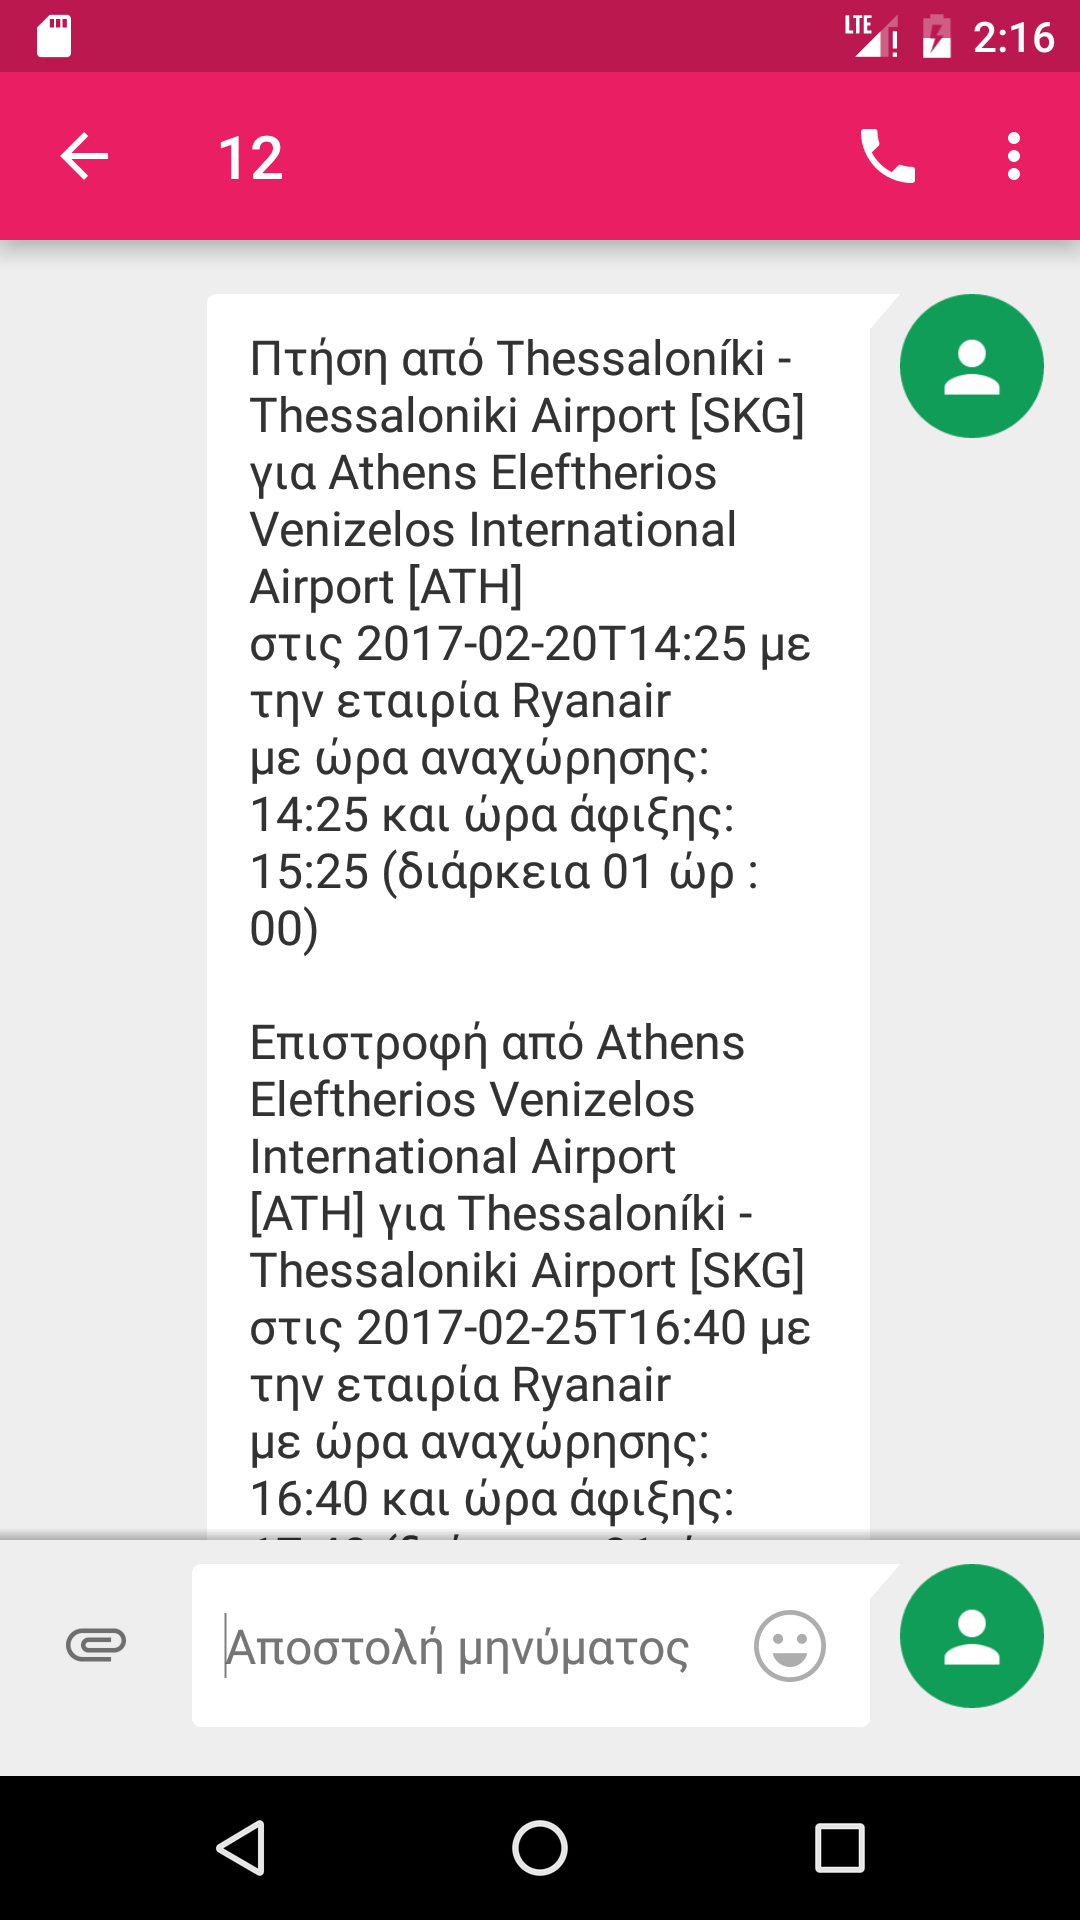 LTE 2:16
12
Πτήση από Thessaloníki -
Thessaloniki Airport [SKG]
για Athens Eleftherios
Venizelos International
Airport [ATH]
στις 2017-02-20T14:25 με
την εταιρία Ryanair
με ώρα αναχώρησης:
14:25 και ώρα άφιξης:
15:25 (διάρκεια 01 ώρ :
00)
Επιστροφή από Athens
Eleftherios Venizelos
International Airport
[ATH] για Thessaloníki -
Thessaloniki Airport [SKG]
στις 2017-02-25T16:40 με
την εταιρία Ryanair
με ώρα αναχώρησης:
16:40 και ώρα άφιξης:
Αποστολή μηνύματος